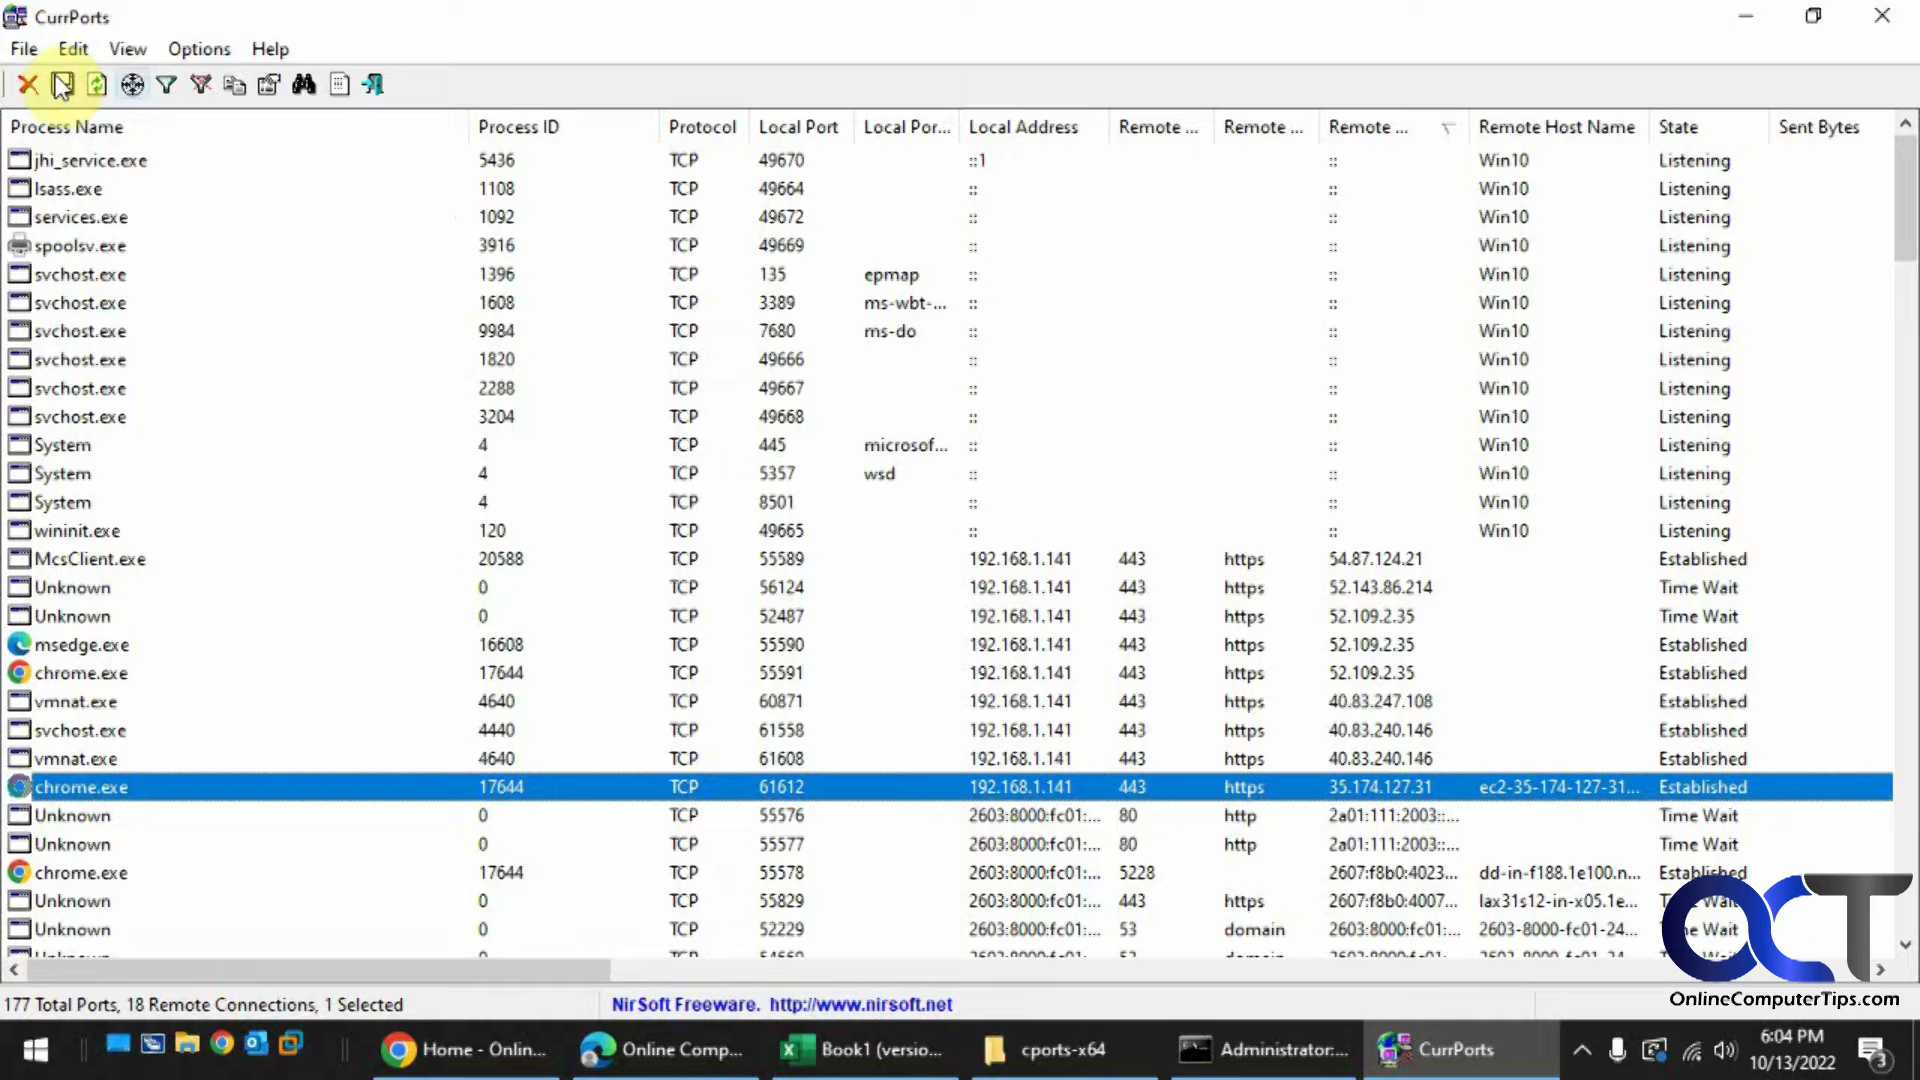 CurrPorts
File Edit View Options Help
Process Name Process ID Protocol Local Port Local Por... Local Address Remote ... Remote ... Remote ... Remote Host Name State Sent Bytes
jhi_service.exe 5436 TCP 49670 ::1 :: Win10 Listening
lsass.exe 1108 TCP 49664 :: :: Win10 Listening
services.exe 1092 TCP 49672 :: :: Win10 Listening
spoolsv.exe 3916 TCP 49669 :: :: Win10 Listening
svchost.exe 1396 TCP 135 epmap :: :: Win10 Listening
svchost.exe 1608 TCP 3389 ms-wbt-... :: :: Win10 Listening
svchost.exe 9984 TCP 7680 ms-do :: :: Win10 Listening
svchost.exe 1820 TCP 49666 :: :: Win10 Listening
svchost.exe 2288 TCP 49667 :: :: Win10 Listening
svchost.exe 3204 TCP 49668 :: :: Win10 Listening
System 4 TCP 445 microsof... :: :: Win10 Listening
System 4 TCP 5357 wsd :: :: Win10 Listening
System 4 TCP 8501 :: :: Win10 Listening
wininit.exe 120 TCP 49665 :: :: Win10 Listening
McsClient.exe 20588 TCP 55589 192.168.1.141 443 https 54.87.124.21 Established
Unknown 0 TCP 56124 192.168.1.141 443 https 52.143.86.214 Time Wait
Unknown 0 TCP 52487 192.168.1.141 443 https 52.109.2.35 Time Wait
msedge.exe 16608 TCP 55590 192.168.1.141 443 https 52.109.2.35 Established
chrome.exe 17644 TCP 55591 192.168.1.141 443 https 52.109.2.35 Established
vmnat.exe 4640 TCP 60871 192.168.1.141 443 https 40.83.247.108 Established
svchost.exe 4440 TCP 61558 192.168.1.141 443 https 40.83.240.146 Established
vmnat.exe 4640 TCP 61608 192.168.1.141 443 https 40.83.240.146 Established
chrome.exe 17644 TCP 61612 192.168.1.141 443 https 35.174.127.31 ec2-35-174-127-31... Established
Unknown 0 TCP 55576 2603:8000:fc01:... 80 http 2a01:111:2003::... Time Wait
Unknown 0 TCP 55577 2603:8000:fc01:... 80 http 2a01:111:2003::... Time Wait
chrome.exe 17644 TCP 55578 2603:8000:fc01:... 5228 2607:f8b0:4023... dd-in-f188.1e100.n... Established
Unknown 0 TCP 55829 2603:8000:fc01:... 443 https 2607:f8b0:4007... lax31s12-in-x05.1e... Wait
Unknown 0 TCP 52229 2603:8000:fc01:... 53 domain 2603:8000:fc01:... 2603-8000-fc01-24... Wait
OCT
OnlineComputerTips.com
177 Total Ports, 18 Remote Connections, 1 Selected NirSoft Freeware. http://www.nirsoft.net
Home - Onlin... Online Comp... Book1 (versio... cports-x64 Administrator:... CurrPorts 6:04 PM
10/13/2022 3